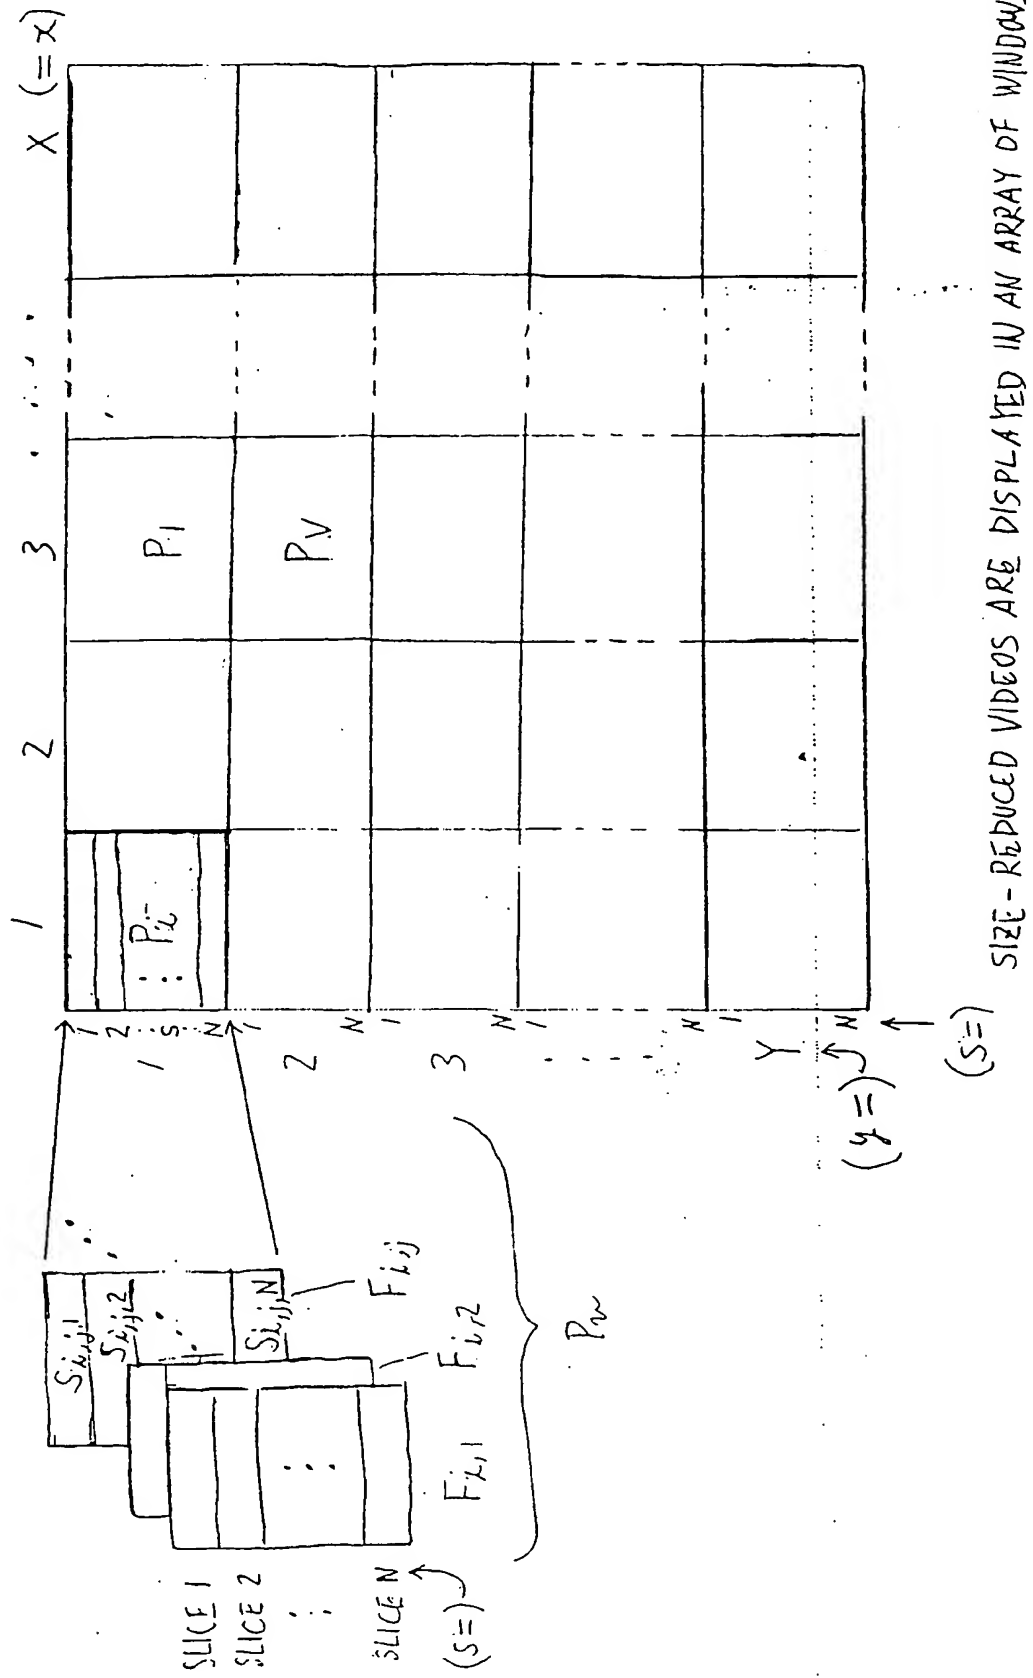 1 2 3 . . . . X (=x)
1
2
:
S
:
N
1
Pi
P1
1
N
2
PV
1
N
3
1
N
. . . . .
1
N
Y
(y=)
(S=)
Si,j,1
Si,j,2
Si,j,N
Fi,j
Fi,2
Fi,1
SLICE 1
SLICE 2
:
SLICE N
(S=)
SIZE-REDUCED VIDEOS ARE DISPLAYED IN AN ARRAY OF